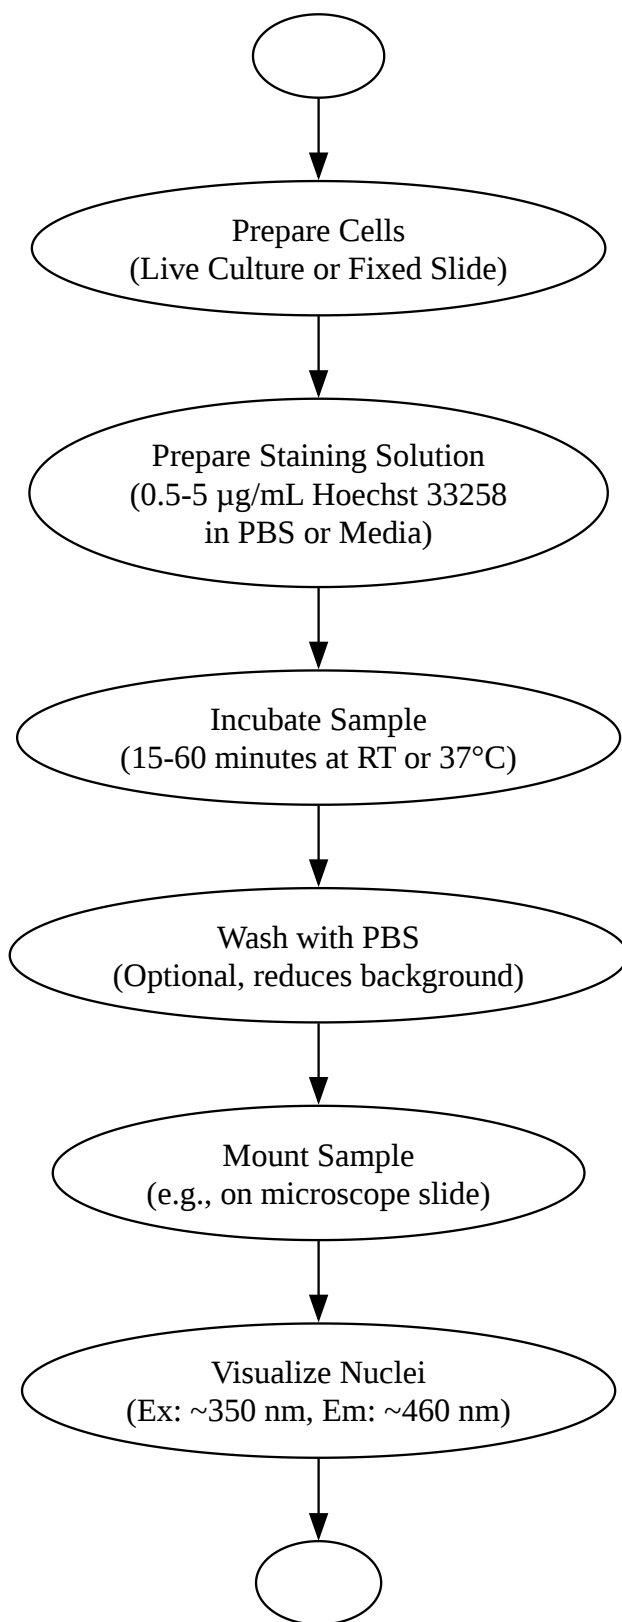 Prepare Cells
(Live Culture or Fixed Slide)
Prepare Staining Solution
(0.5-5 µg/mL Hoechst 33258
in PBS or Media)
Incubate Sample
(15-60 minutes at RT or 37°C)
Wash with PBS
(Optional, reduces background)
Mount Sample
(e.g., on microscope slide)
Visualize Nuclei
(Ex: ~350 nm, Em: ~460 nm)